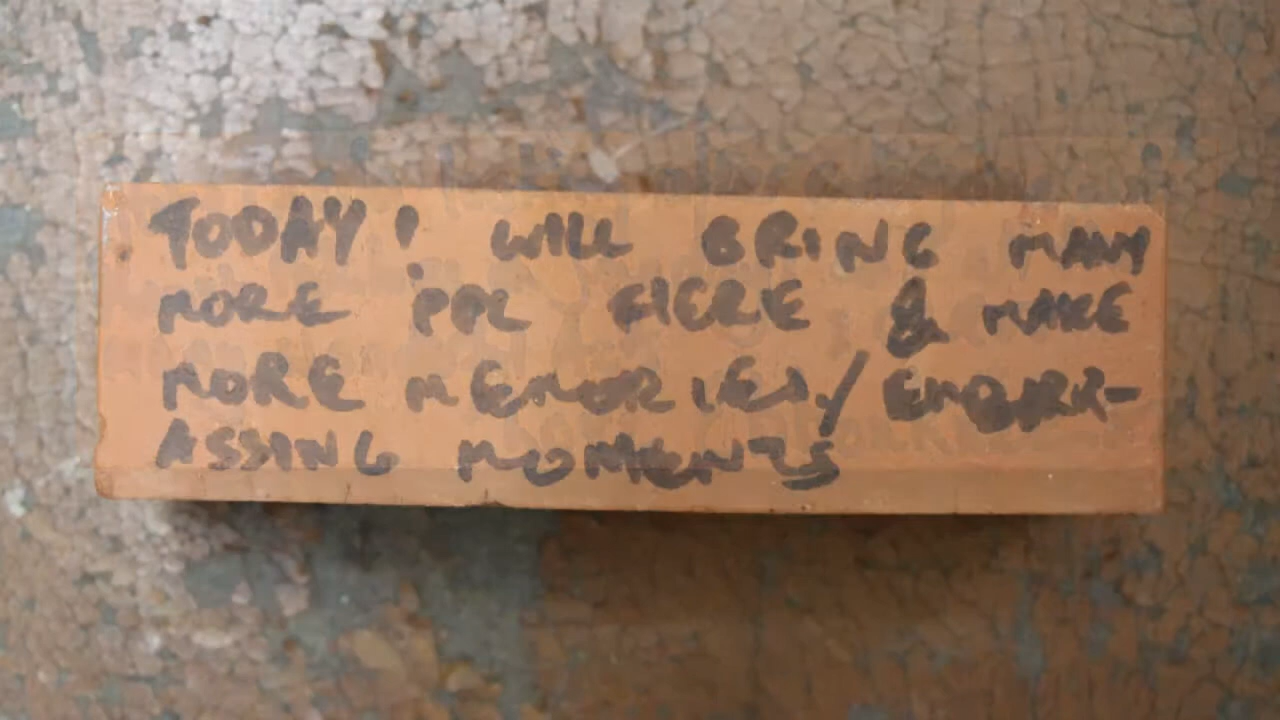 TODAY! WILL BRING MANY
MORE PPL HERE & MAKE
MORE MEMORIES/ EMBARR-
ASSING MOMENTS